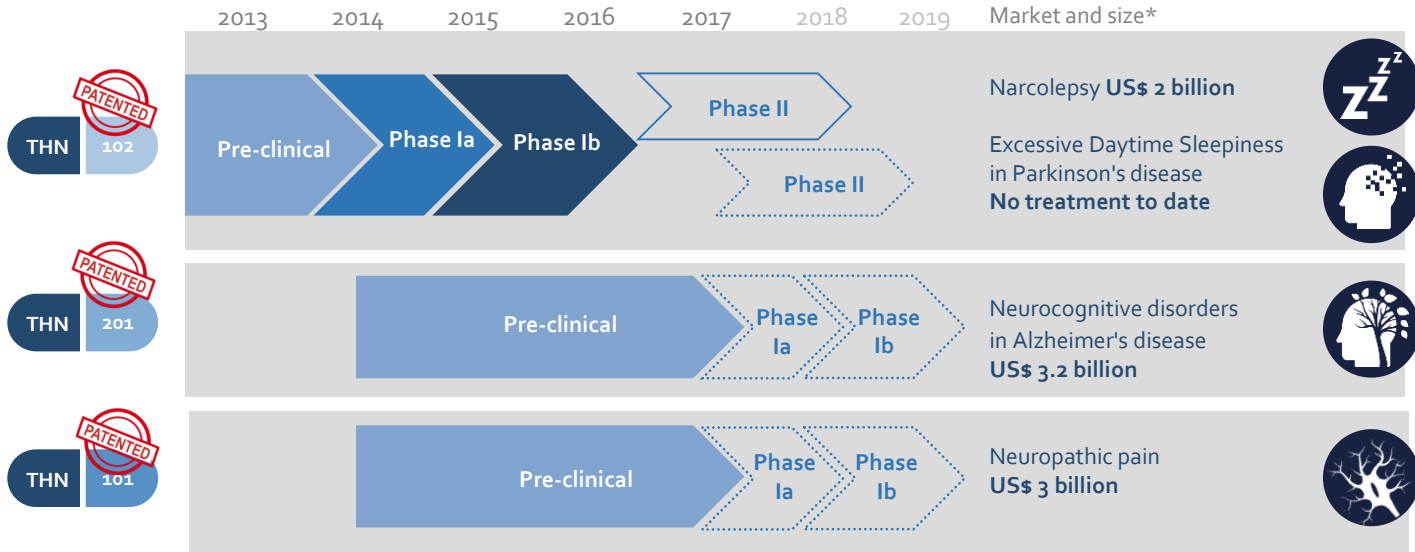 2013 2014 2015 2016 2017 2018 2019 Market and size*
PATENTED
THN 102
Pre-clinical
Phase Ia
Phase Ib
Phase II
Phase II
Narcolepsy US$ 2 billion
Excessive Daytime Sleepiness
in Parkinson's disease
No treatment to date
zzz
PATENTED
THN 201
Pre-clinical
Phase
Ia
Phase
Ib
Neurocognitive disorders
in Alzheimer's disease
US$ 3.2 billion
PATENTED
THN 101
Pre-clinical
Phase
Ia
Phase
Ib
Neuropathic pain
US$ 3 billion